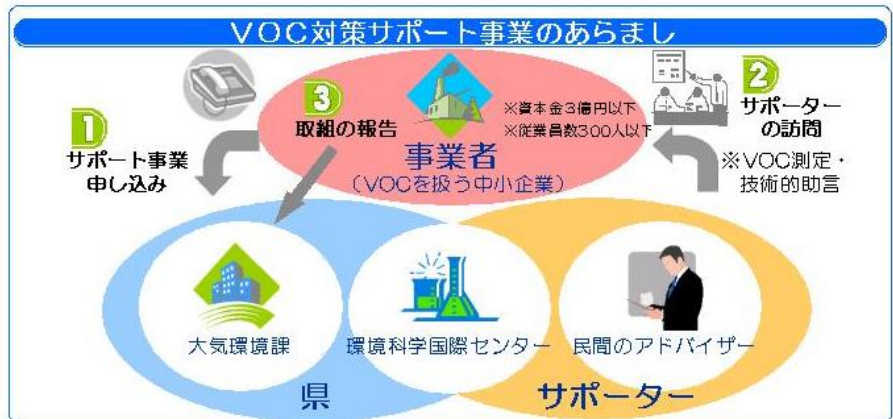 VOC対策サポート事業のあらまし
1
サポート事業
申し込み
3
取組の報告
※資本金3億円以下
※従業員数300人以下
事業者
（VOCを扱う中小企業）
2
サポーター
の訪問
※VOC測定・
技術的助言
大気環境課
環境科学国際センター
民間のアドバイザー
県
サポーター